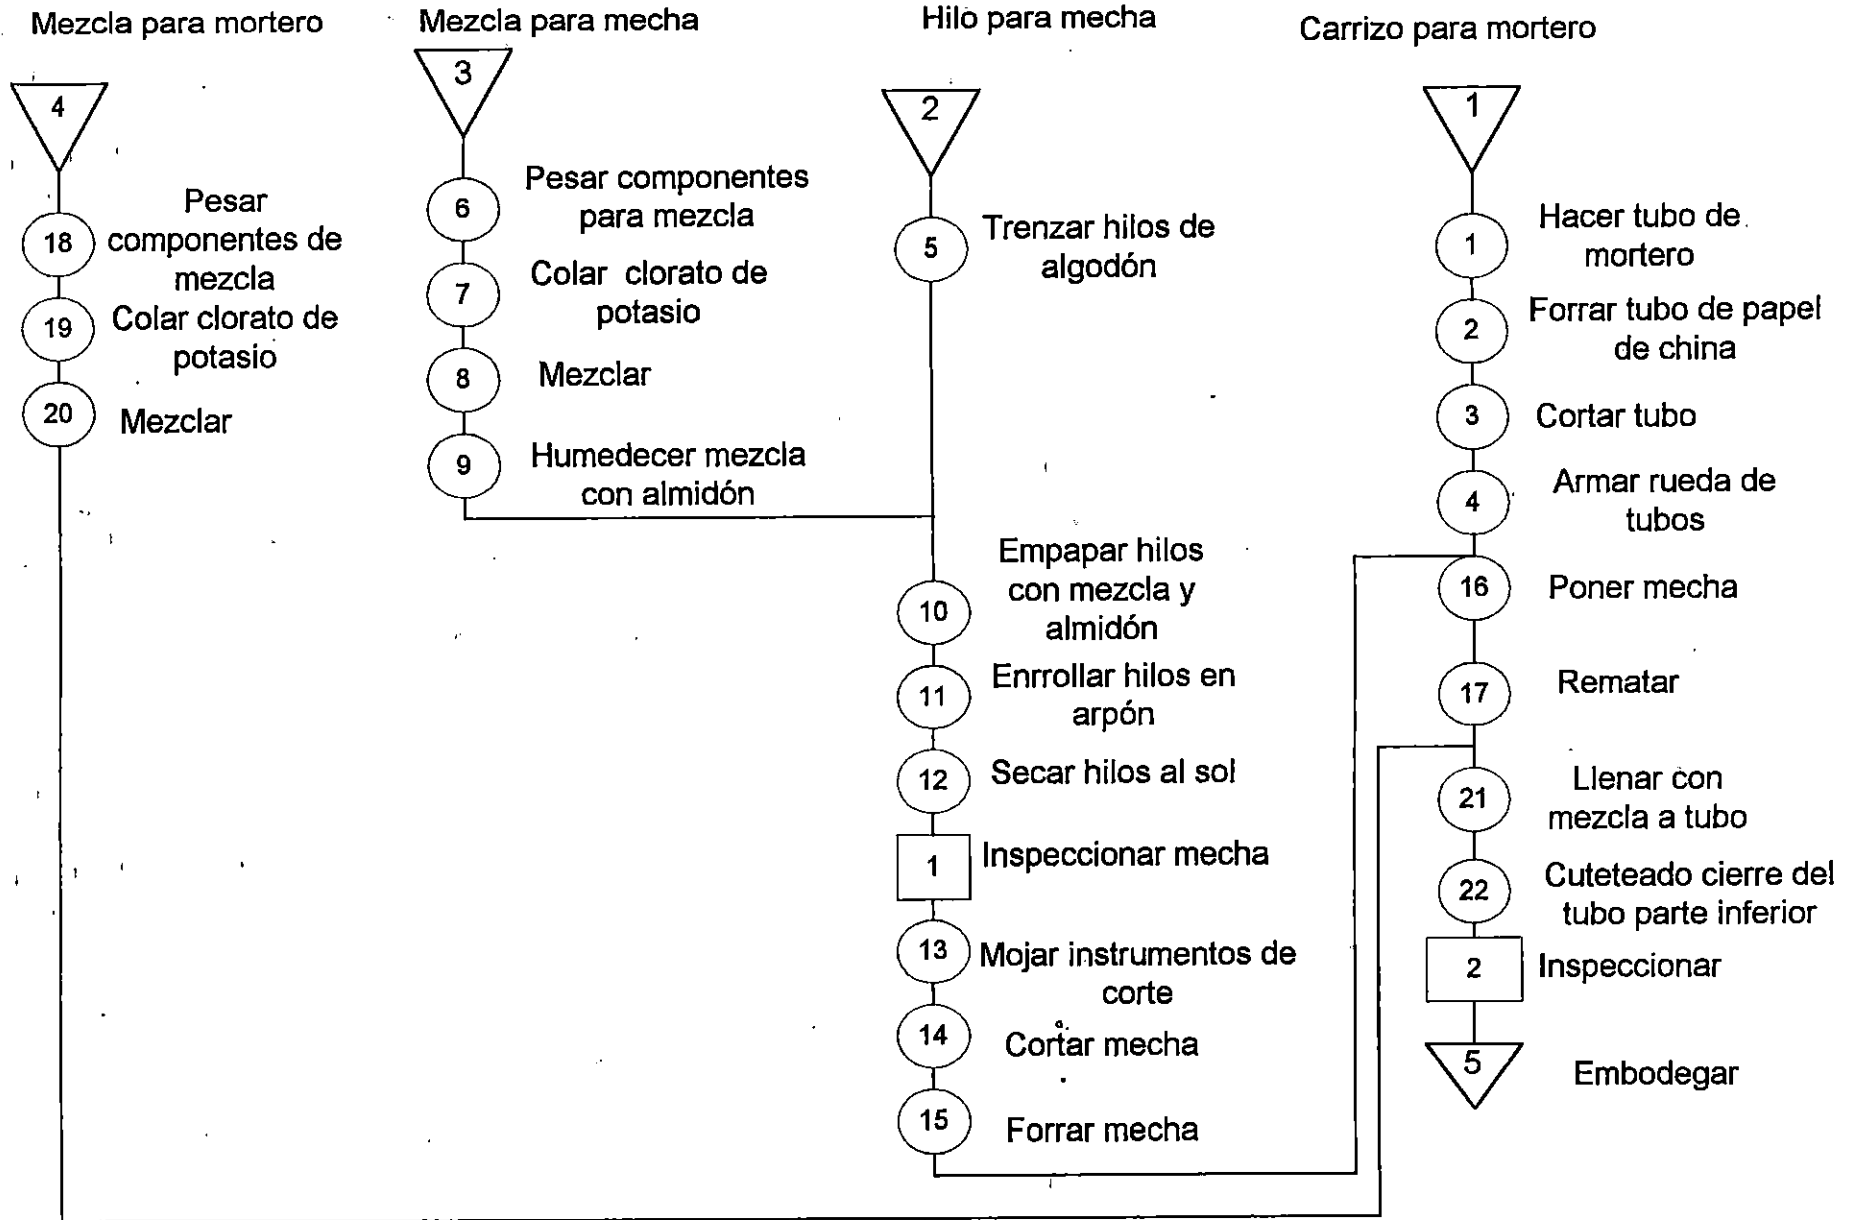 Mezcla para mortero
4
18
Pesar
componentes de
mezcla
19
Colar clorato de
potasio
20
Mezclar
Mezcla para mecha
3
6
Pesar componentes
para mezcla
7
Colar clorato de
potasio
8
Mezclar
9
Humedecer mezcla
con almidón
Hilo para mecha
2
5
Trenzar hilos de
algodón
10
Empapar hilos
con mezcla y
almidón
11
Enrrollar hilos en
arpón
12
Secar hilos al sol
1
Inspeccionar mecha
13
Mojar instrumentos de
corte
14
Cortar mecha
15
Forrar mecha
Carrizo para mortero
1
1
Hacer tubo de
mortero
2
Forrar tubo de papel
de china
3
Cortar tubo
4
Armar rueda de
tubos
16
Poner mecha
17
Rematar
21
Llenar con
mezcla a tubo
22
Cuteteado cierre del
tubo parte inferior
2
Inspeccionar
5
Embodegar